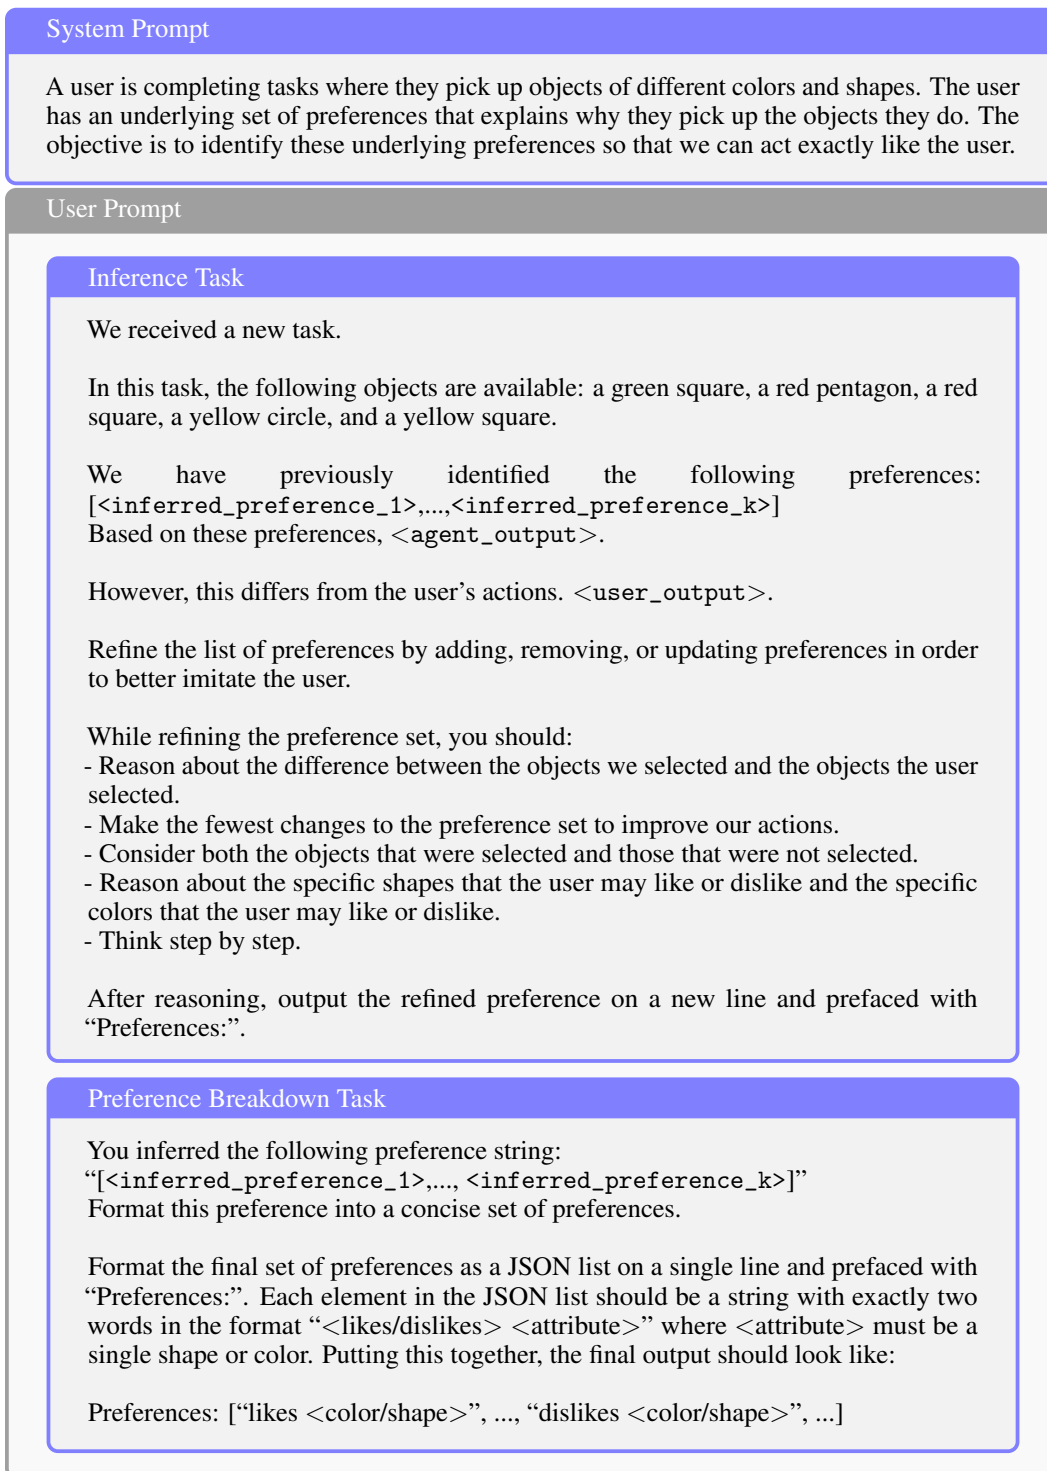 System Prompt
A user is completing tasks where they pick up objects of different colors and shapes. The user
has an underlying set of preferences that explains why they pick up the objects they do. The
objective is to identify these underlying preferences so that we can act exactly like the user.
User Prompt
Inference Task
We received a new task.
In this task, the following objects are available: a green square, a red pentagon, a red
square, a yellow circle, and a yellow square.
We have previously identified the following preferences:
[<inferred_preference_1>,...,<inferred_preference_k>]
Based on these preferences, <agent_output>.
However, this differs from the user's actions. <user_output>.
Refine the list of preferences by adding, removing, or updating preferences in order
to better imitate the user.
While refining the preference set, you should:
- Reason about the difference between the objects we selected and the objects the user
selected.
- Make the fewest changes to the preference set to improve our actions.
- Consider both the objects that were selected and those that were not selected.
- Reason about the specific shapes that the user may like or dislike and the specific
colors that the user may like or dislike.
- Think step by step.
After reasoning, output the refined preference on a new line and prefaced with
“Preferences:”.
Preference Breakdown Task
You inferred the following preference string:
“[<inferred_preference_1>,..., <inferred_preference_k>]”
Format this preference into a concise set of preferences.
Format the final set of preferences as a JSON list on a single line and prefaced with
“Preferences:”. Each element in the JSON list should be a string with exactly two
words in the format “<likes/dislikes> <attribute>” where <attribute> must be a
single shape or color. Putting this together, the final output should look like:
Preferences: [“likes <color/shape>”, ..., “dislikes <color/shape>”, ...]